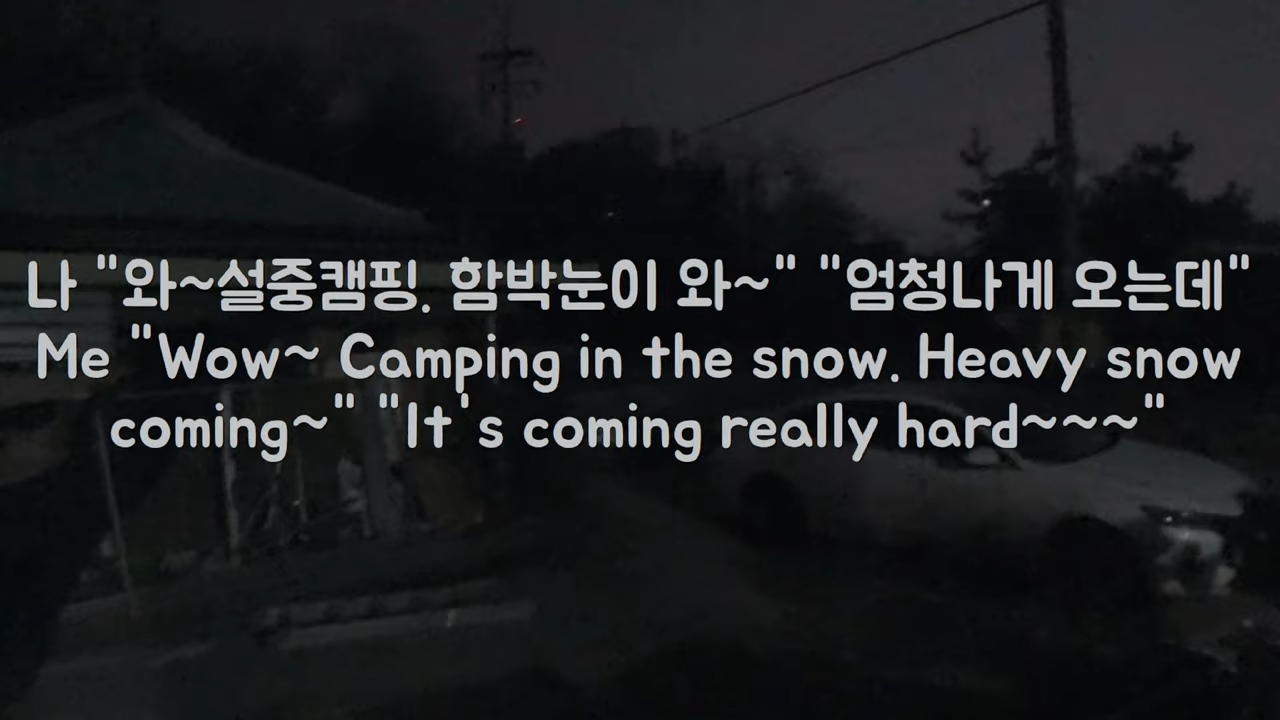 나 "와~설중캠핑. 함박눈이 와~" "엄청나게 오는데"
Me "Wow~ Camping in the snow. Heavy snow
coming~" "It's coming really hard~~~"